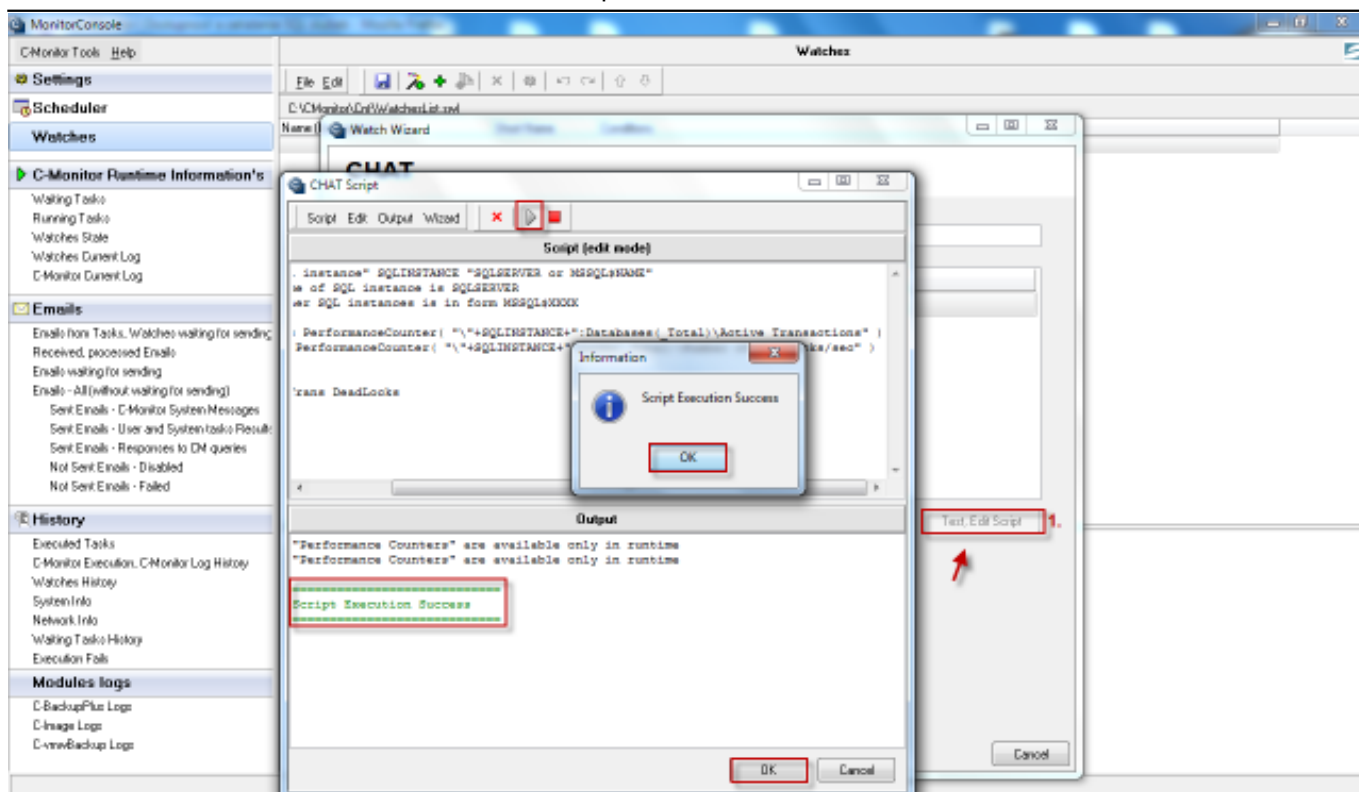 MonitorConsole
C-Monitor Tools Help
Watches
Settings
File Edit
Scheduler
C:\CMonitor\Cnf\WatchesList.xwl
Watches
Name
Watch Wizard
CHAT
C-Monitor Runtime Information's
CHAT Script
Waiting Tasks
Running Tasks
Watches State
Watches Current Log
C-Monitor Current Log
Script Edit Output Wizard
Script (edit mode)
. instance" SQLINSTANCE "SQLSERVER or MSSQL$NAME"
e of SQL instance is SQLSERVER
er SQL instances is in form MSSQL$XXXX
PerformanceCounter( "\"+SQLINSTANCE+":Databases(_Total)\Active Transactions" )
PerformanceCounter( "\"+SQLINSTANCE+" ks/sec" )
Trans DeadLocks
Information
Script Execution Success
OK
Emails
Emails from Tasks, Watches waiting for sending
Received, processed Emails
Emails waiting for sending
Emails - All (without waiting for sending)
Sent Emails - C-Monitor System Messages
Sent Emails - User and System tasks Results
Sent Emails - Responses to CM queries
Not Sent Emails - Disabled
Not Sent Emails - Failed
Output
Test, Edit Script 1.
"Performance Counters" are available only in runtime
"Performance Counters" are available only in runtime
==============================
Script Execution Success
==============================
History
Executed Tasks
C-Monitor Execution, C-Monitor Log History
Watches History
System Info
Network Info
Waiting Tasks History
Execution Fails
Modules logs
C-BackupPlus Logs
C-Image Logs
C-vmwBackup Logs
OK Cancel
Cancel